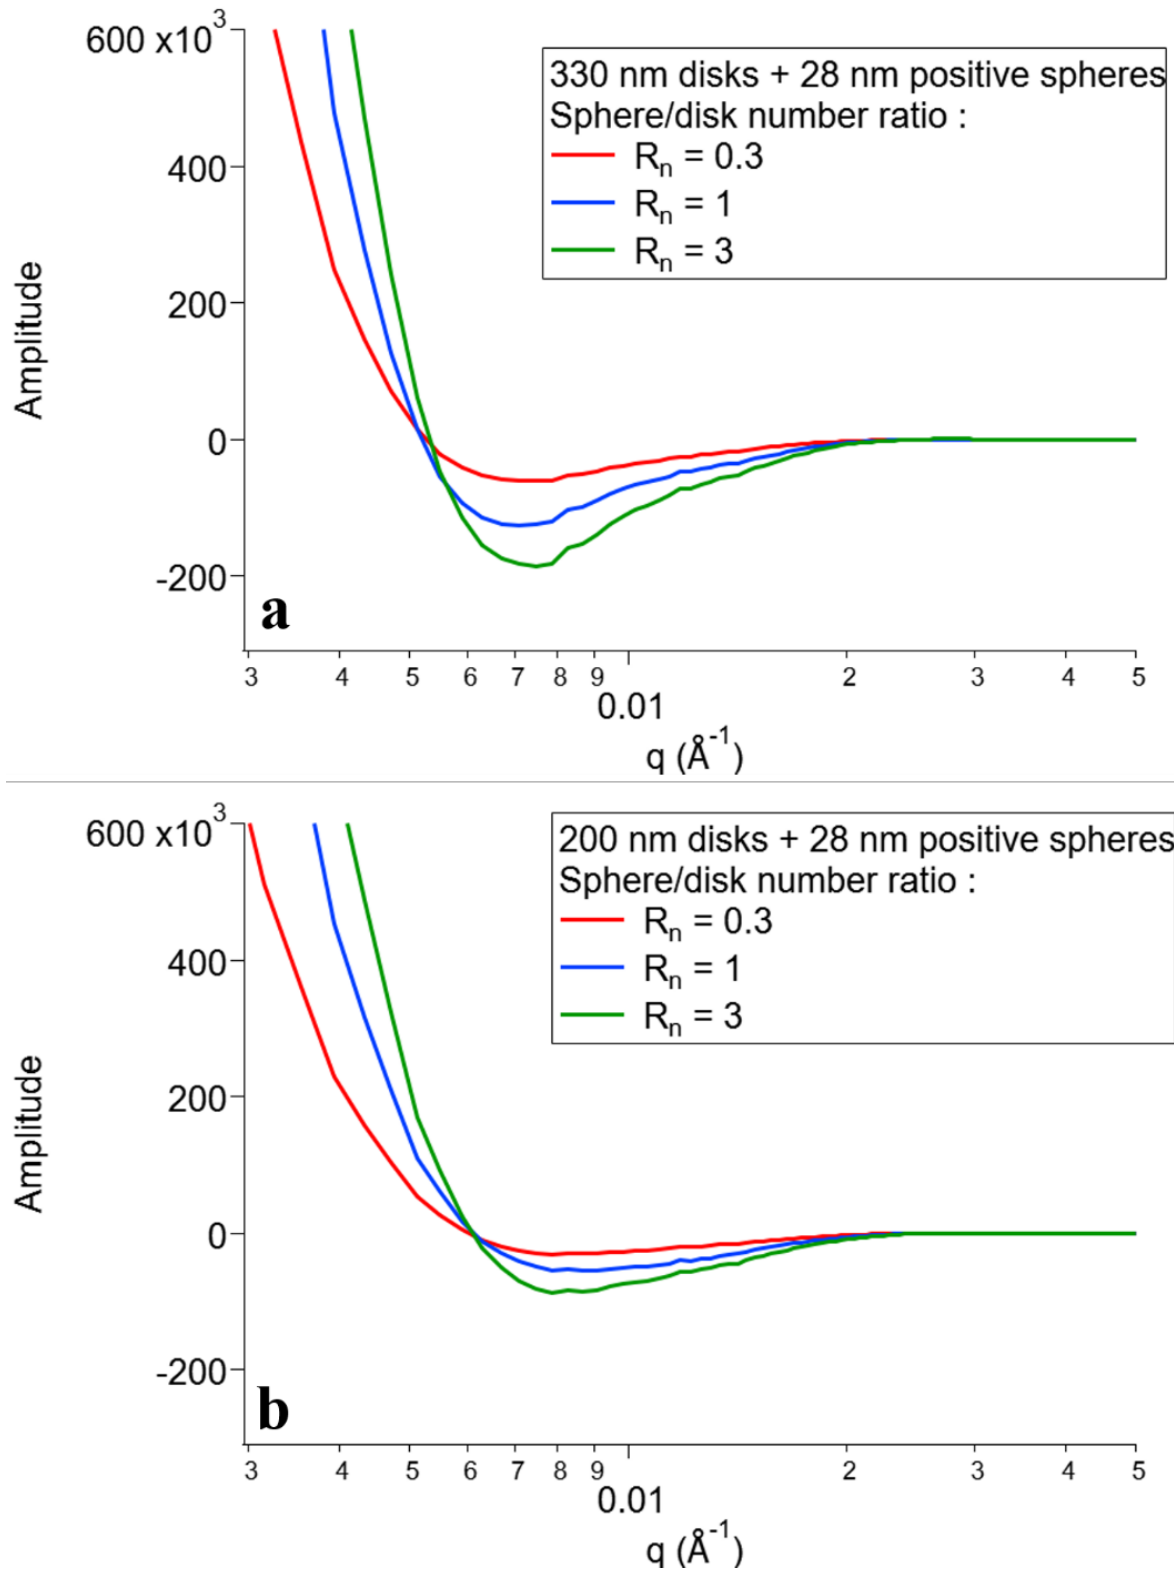 600 x10³
400
200
0
-200
Amplitude
330 nm disks + 28 nm positive spheres
Sphere/disk number ratio :
Rₙ = 0.3
Rₙ = 1
Rₙ = 3
a
3 4 5 6 7 8 9 2 3 4 5
0.01
q (Å⁻¹)
600 x10³
400
200
0
-200
Amplitude
200 nm disks + 28 nm positive spheres
Sphere/disk number ratio :
Rₙ = 0.3
Rₙ = 1
Rₙ = 3
b
3 4 5 6 7 8 9 2 3 4 5
0.01
q (Å⁻¹)